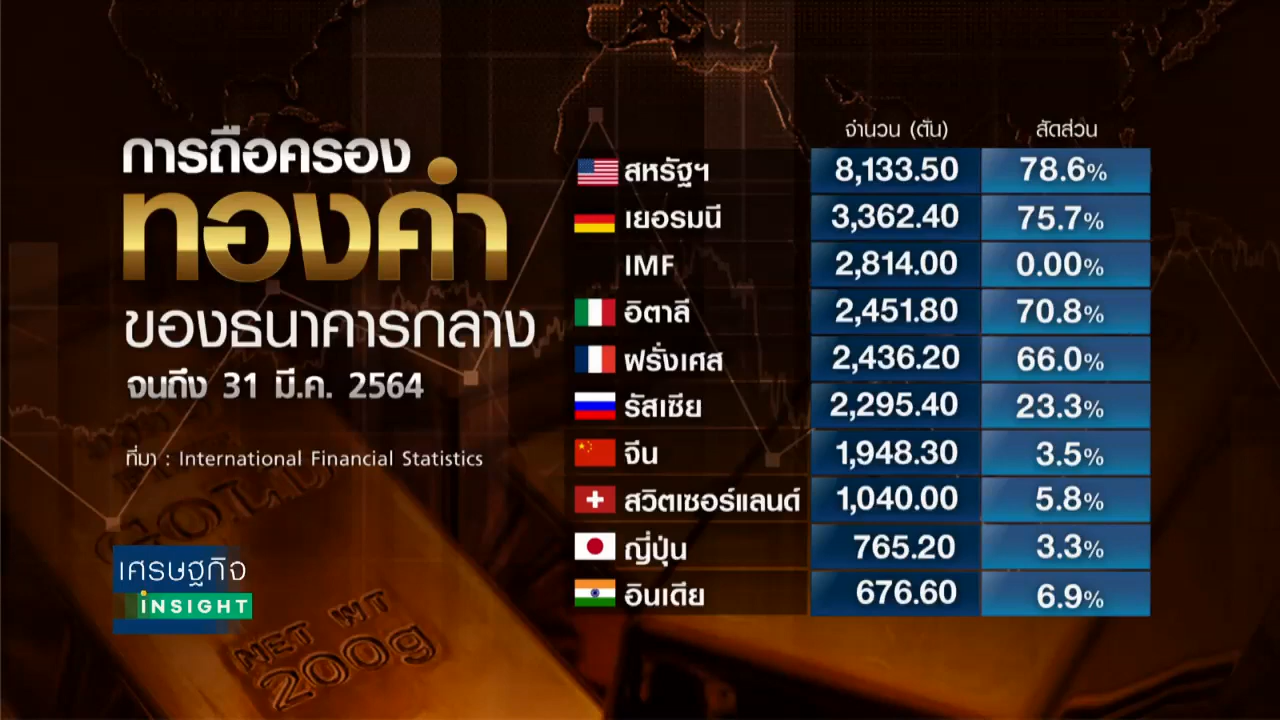 การถือครอง
ทองคำ
ของธนาคารกลาง
จนถึง 31 มี.ค. 2564
ที่มา : International Financial Statistics
เศรษฐกิจ
INSIGHT
จำนวน (ตัน) สัดส่วน
สหรัฐฯ 8,133.50 78.6%
เยอรมนี 3,362.40 75.7%
IMF 2,814.00 0.00%
อิตาลี 2,451.80 70.8%
ฝรั่งเศส 2,436.20 66.0%
รัสเซีย 2,295.40 23.3%
จีน 1,948.30 3.5%
สวิตเซอร์แลนด์ 1,040.00 5.8%
ญี่ปุ่น 765.20 3.3%
อินเดีย 676.60 6.9%
GOLD
NET WT
200g